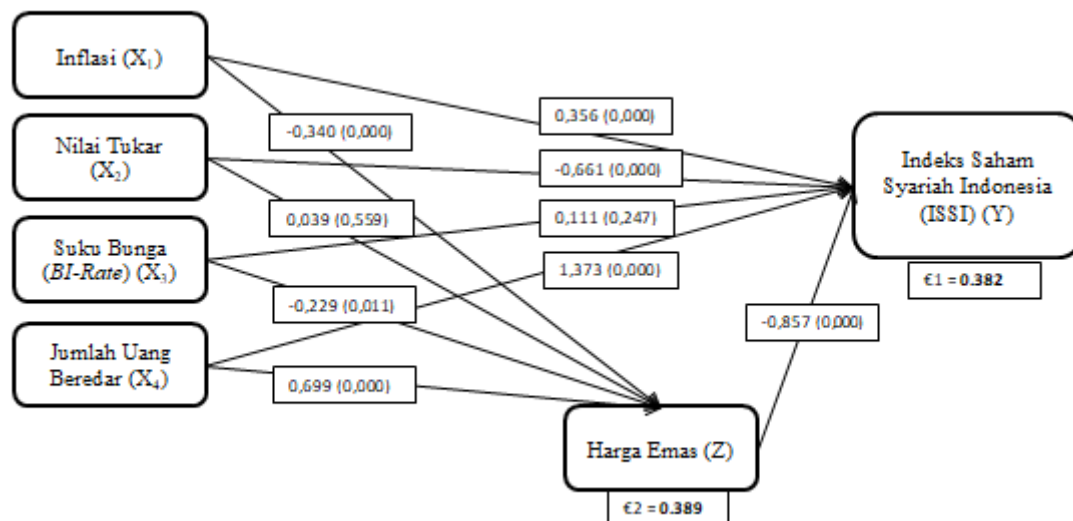 Inflasi (X₁)
Nilai Tukar
(X₂)
Suku Bunga
(BI-Rate) (X₃)
Jumlah Uang
Beredar (X₄)
-0,340 (0,000)
0,039 (0,559)
-0,229 (0,011)
0,699 (0,000)
0,356 (0,000)
-0,661 (0,000)
0,111 (0,247)
1,373 (0,000)
-0,857 (0,000)
Indeks Saham
Syariah Indonesia
(ISSI) (Y)
€1 = 0.382
Harga Emas (Z)
€2 = 0.389